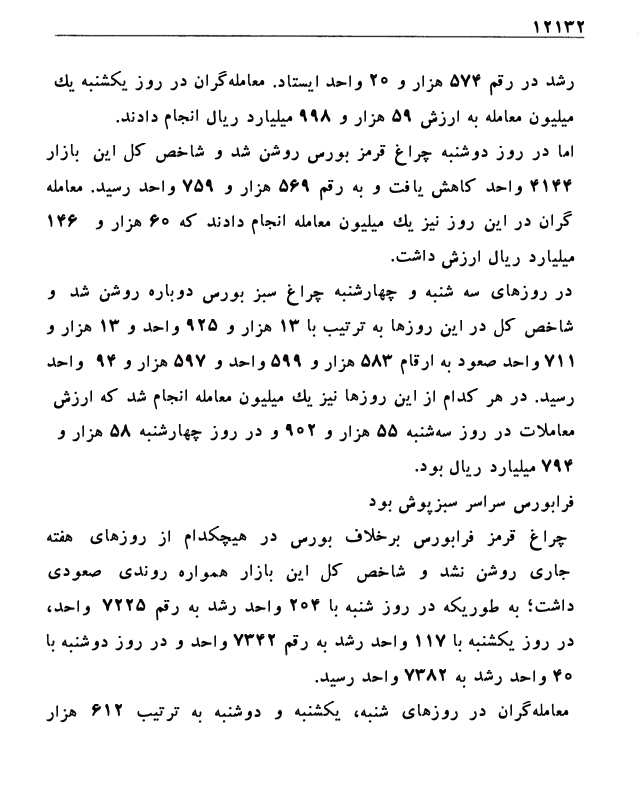 ۱۲۱۳۲
رشد در رقم ۵۷۴ هزار و ۲۰ واحد ایستاد. معامله‌گران در روز یکشنبه یك
میلیون معامله به ارزش ۵۹ هزار و ۹۹۸ میلیارد ریال انجام دادند.
اما در روز دوشنبه چراغ قرمز بورس روشن شد و شاخص کل این بازار
۴۱۴۴ واحد کاهش یافت و به رقم ۵۶۹ هزار و ۷۵۹ واحد رسید. معامله
گران در این روز نیز یك میلیون معامله انجام دادند که ۶۰ هزار و ۱۴۶
میلیارد ریال ارزش داشت.
در روزهای سه شنبه و چهارشنبه چراغ سبز بورس دوباره روشن شد و
شاخص کل در این روزها به ترتیب با ۱۳ هزار و ۹۲۵ واحد و ۱۳ هزار و
۷۱۱ واحد صعود به ارقام ۵۸۳ هزار و ۵۹۹ واحد و ۵۹۷ هزار و ۹۴ واحد
رسید. در هر کدام از این روزها نیز یك میلیون معامله انجام شد که ارزش
معاملات در روز سه‌شنبه ۵۵ هزار و ۹۰۲ و در روز چهارشنبه ۵۸ هزار و
۷۹۴ میلیارد ریال بود.
فرابورس سراسر سبزپوش بود
چراغ قرمز فرابورس برخلاف بورس در هیچکدام از روزهای هفته
جاری روشن نشد و شاخص کل این بازار همواره روندی صعودی
داشت؛ به طوریکه در روز شنبه با ۲۰۴ واحد رشد به رقم ۷۲۲۵ واحد،
در روز یکشنبه با ۱۱۷ واحد رشد به رقم ۷۳۴۲ واحد و در روز دوشنبه با
۴۰ واحد رشد به ۷۳۸۲ واحد رسید.
معامله‌گران در روزهای شنبه، یکشنبه و دوشنبه به ترتیب ۶۱۲ هزار